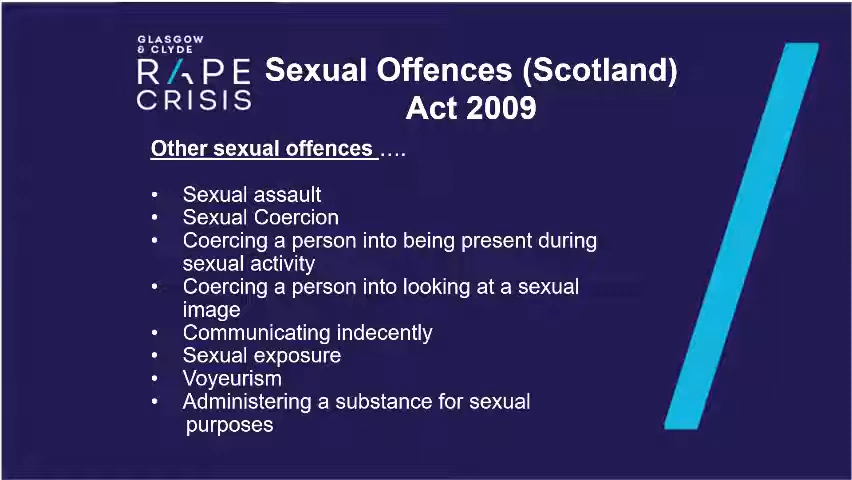 GLASGOW
& CLYDE
RAPE
CRISIS
Sexual Offences (Scotland)
Act 2009
Other sexual offences ....
• Sexual assault
• Sexual Coercion
• Coercing a person into being present during
sexual activity
• Coercing a person into looking at a sexual
image
• Communicating indecently
• Sexual exposure
• Voyeurism
• Administering a substance for sexual
purposes